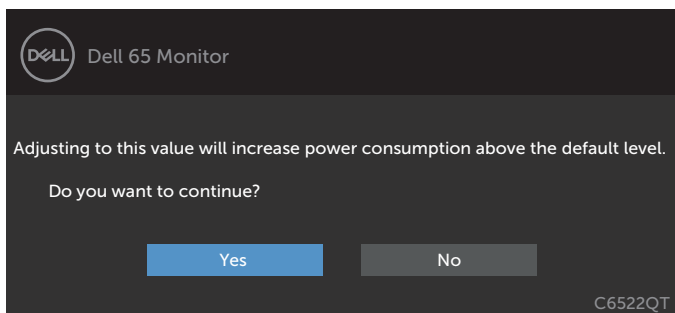 DELL
Dell 65 Monitor
Adjusting to this value will increase power consumption above the default level.
Do you want to continue?
Yes No
C6522QT